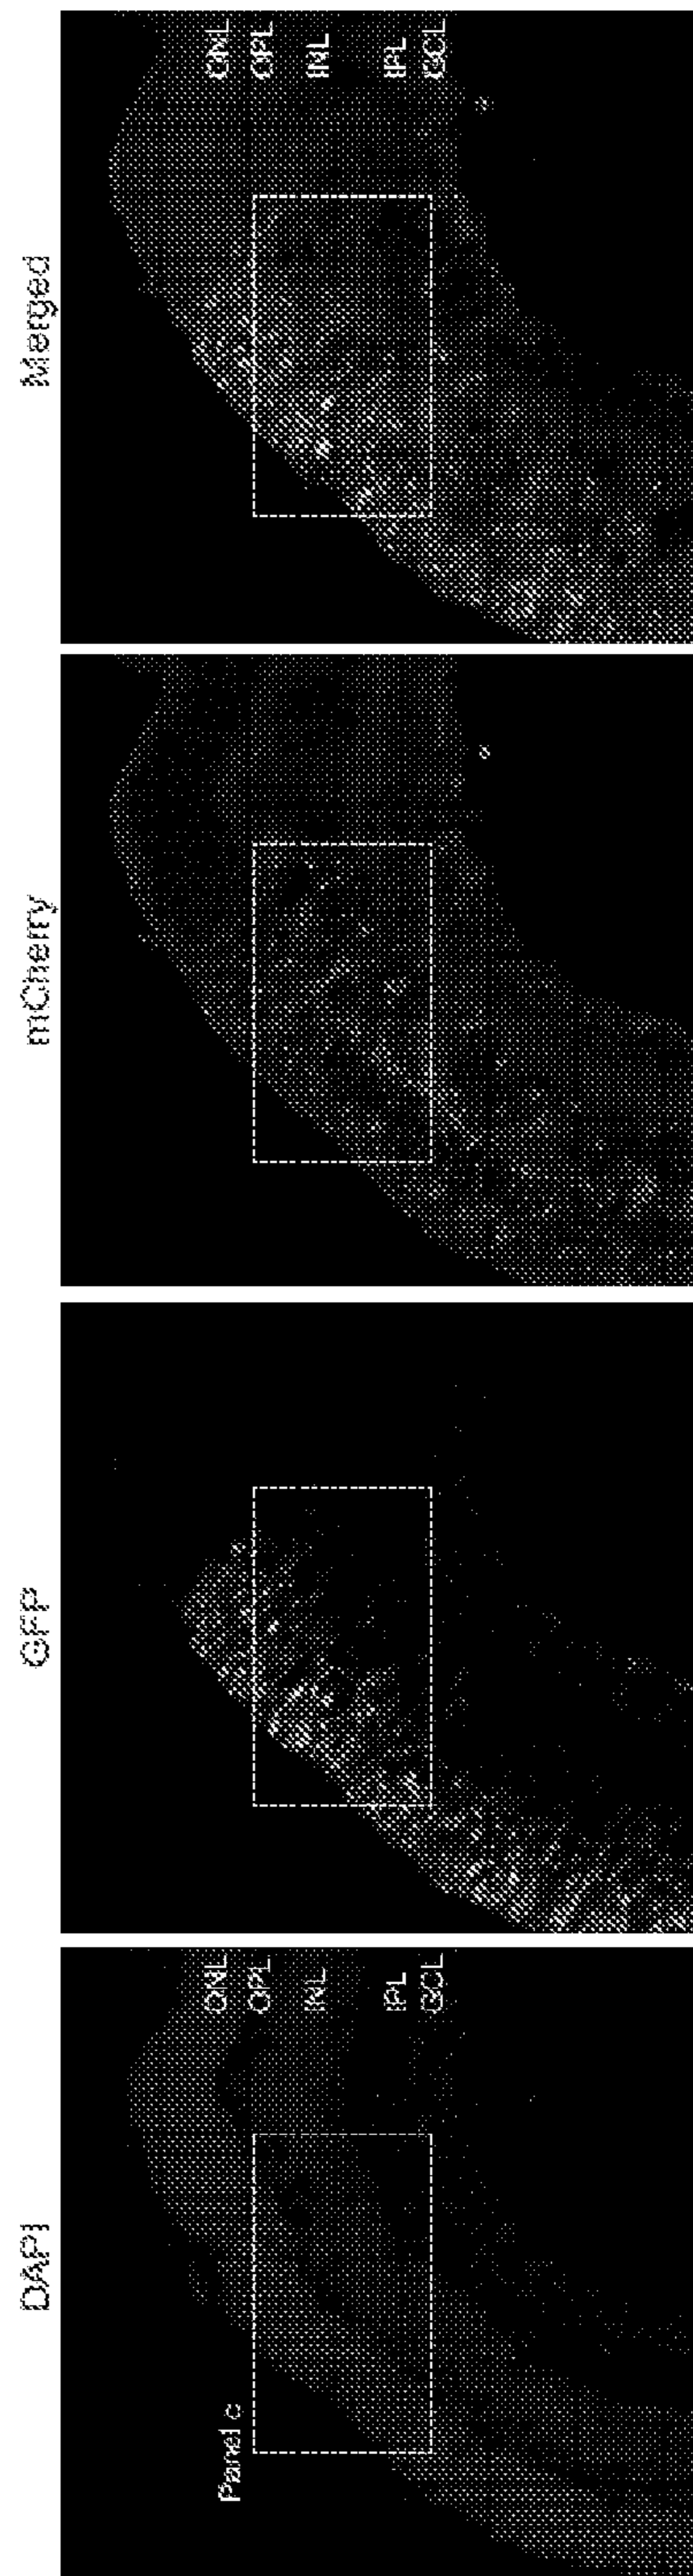 DAPI
GFP
mCherry
Merged
Panel c
ONL
OPL
INL
IPL
GCL
ONL
OPL
INL
IPL
GCL